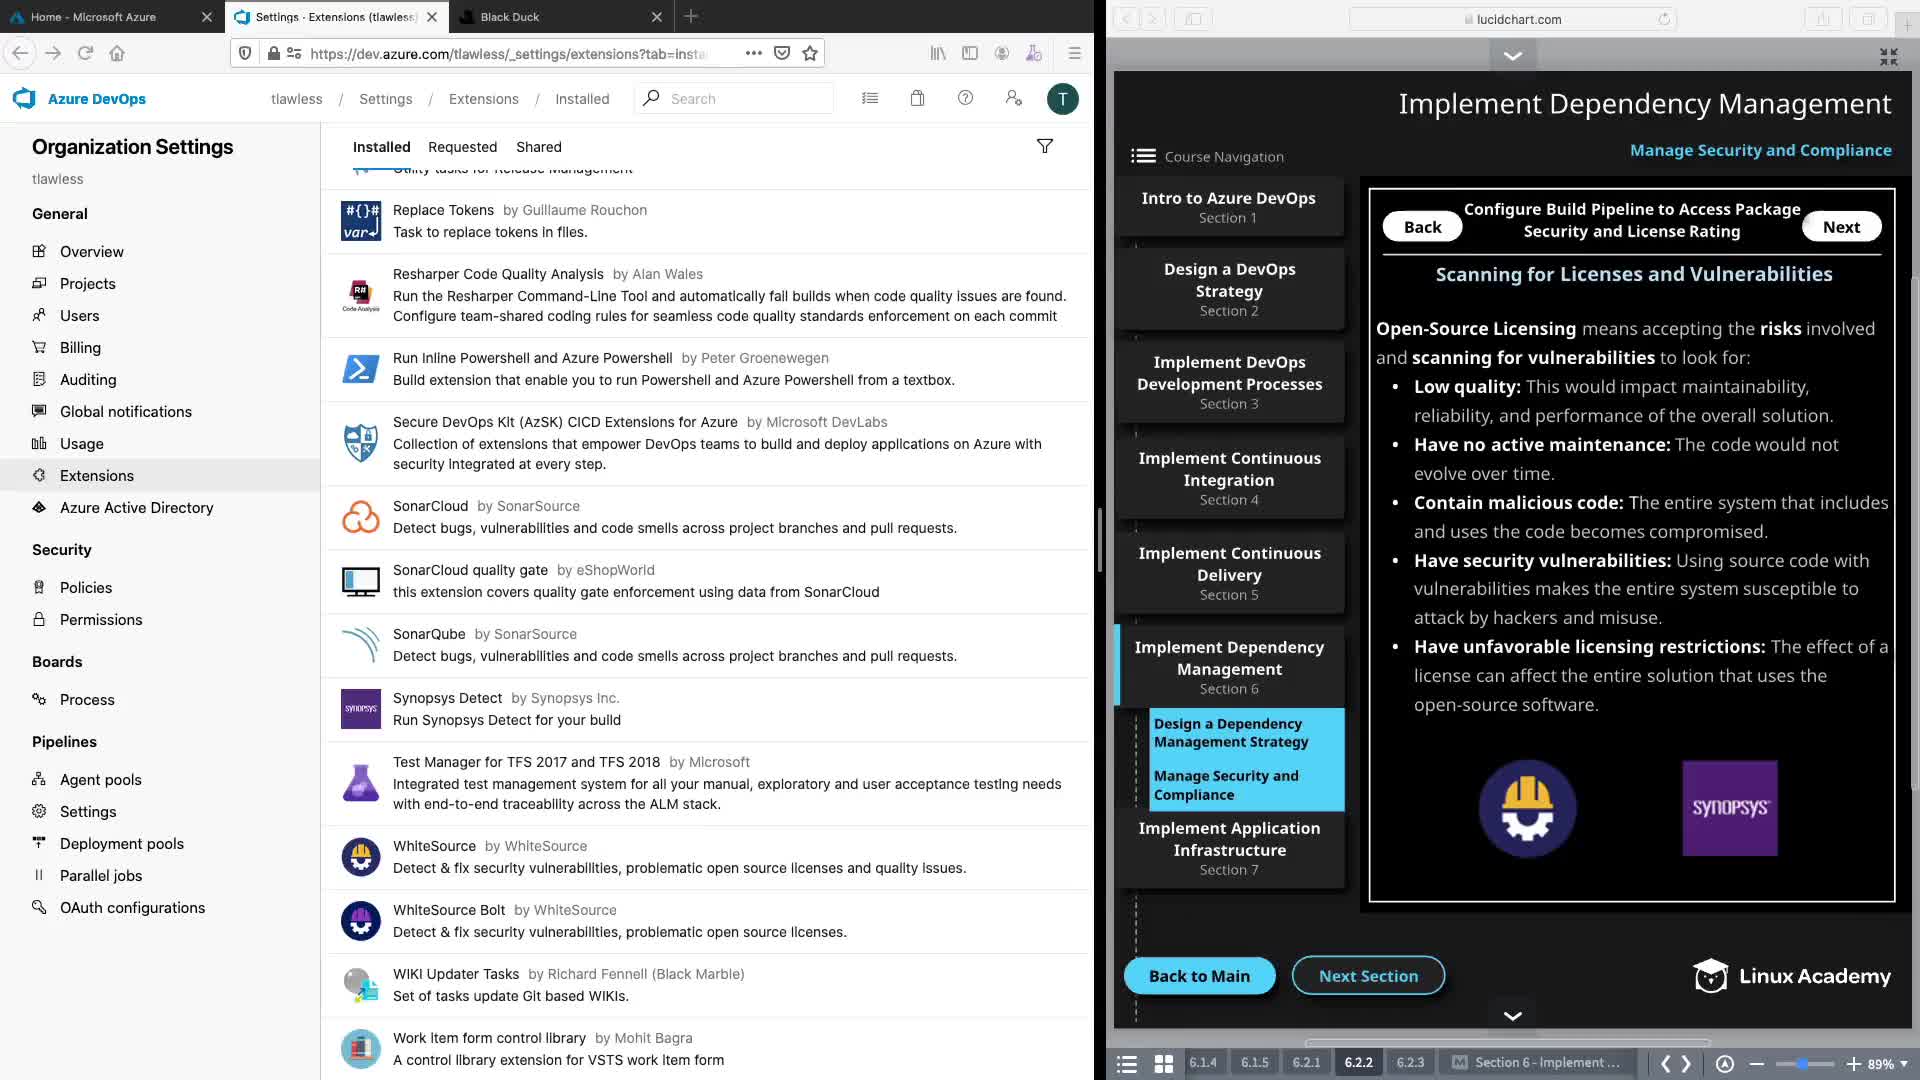 Home - Microsoft Azure
Settings - Extensions (tlawless)
Black Duck
https://dev.azure.com/tlawless/_settings/extensions?tab=insta
Azure DevOps
tlawless / Settings / Extensions / Installed
Search
T
Organization Settings
tlawless
General
Overview
Projects
Users
Billing
Auditing
Global notifications
Usage
Extensions
Azure Active Directory
Security
Policies
Permissions
Boards
Process
Pipelines
Agent pools
Settings
Deployment pools
Parallel jobs
OAuth configurations
Installed Requested Shared
Utility tasks for Release Management
#{}#
var
Replace Tokens by Guillaume Rouchon
Task to replace tokens in files.
R#
Code Analysis
Resharper Code Quality Analysis by Alan Wales
Run the Resharper Command-Line Tool and automatically fail builds when code quality issues are found.
Configure team-shared coding rules for seamless code quality standards enforcement on each commit
Run Inline Powershell and Azure Powershell by Peter Groenewegen
Build extension that enable you to run Powershell and Azure Powershell from a textbox.
Secure DevOps Kit (AzSK) CICD Extensions for Azure by Microsoft DevLabs
Collection of extensions that empower DevOps teams to build and deploy applications on Azure with
security integrated at every step.
SonarCloud by SonarSource
Detect bugs, vulnerabilities and code smells across project branches and pull requests.
SonarCloud quality gate by eShopWorld
this extension covers quality gate enforcement using data from SonarCloud
SonarQube by SonarSource
Detect bugs, vulnerabilities and code smells across project branches and pull requests.
SYNOPSYS
Synopsys Detect by Synopsys Inc.
Run Synopsys Detect for your build
Test Manager for TFS 2017 and TFS 2018 by Microsoft
Integrated test management system for all your manual, exploratory and user acceptance testing needs
with end-to-end traceability across the ALM stack.
WhiteSource by WhiteSource
Detect & fix security vulnerabilities, problematic open source licenses and quality issues.
WhiteSource Bolt by WhiteSource
Detect & fix security vulnerabilities, problematic open source licenses.
WIKI Updater Tasks by Richard Fennell (Black Marble)
Set of tasks update Git based WIKIs.
Work item form control library by Mohit Bagra
A control library extension for VSTS work item form
lucidchart.com
Implement Dependency Management
Manage Security and Compliance
Course Navigation
Intro to Azure DevOps
Section 1
Design a DevOps
Strategy
Section 2
Implement DevOps
Development Processes
Section 3
Implement Continuous
Integration
Section 4
Implement Continuous
Delivery
Section 5
Implement Dependency
Management
Section 6
Design a Dependency
Management Strategy
Manage Security and
Compliance
Implement Application
Infrastructure
Section 7
Back
Configure Build Pipeline to Access Package
Security and License Rating
Next
Scanning for Licenses and Vulnerabilities
Open-Source Licensing means accepting the risks involved
and scanning for vulnerabilities to look for:
• Low quality: This would impact maintainability,
reliability, and performance of the overall solution.
• Have no active maintenance: The code would not
evolve over time.
• Contain malicious code: The entire system that includes
and uses the code becomes compromised.
• Have security vulnerabilities: Using source code with
vulnerabilities makes the entire system susceptible to
attack by hackers and misuse.
• Have unfavorable licensing restrictions: The effect of a
license can affect the entire solution that uses the
open-source software.
SYNOPSYS
Back to Main
Next Section
Linux Academy
6.1.4
6.1.5
6.2.1
6.2.2
6.2.3
M
Section 6 - Implement ...
89%